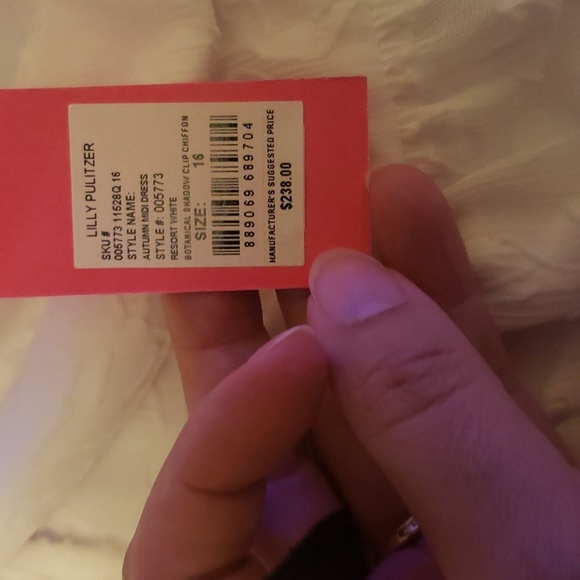 LILLY PULITZER
SKU#
005773 11528Q 16
STYLE NAME:
AUTUMN MIDI DRESS
STYLE #: 005773
RESORT WHITE
BOTANICAL SHADOW CLIP CHIFFON
SIZE: 16
889069 689704
MANUFACTURER'S SUGGESTED PRICE
$238.00